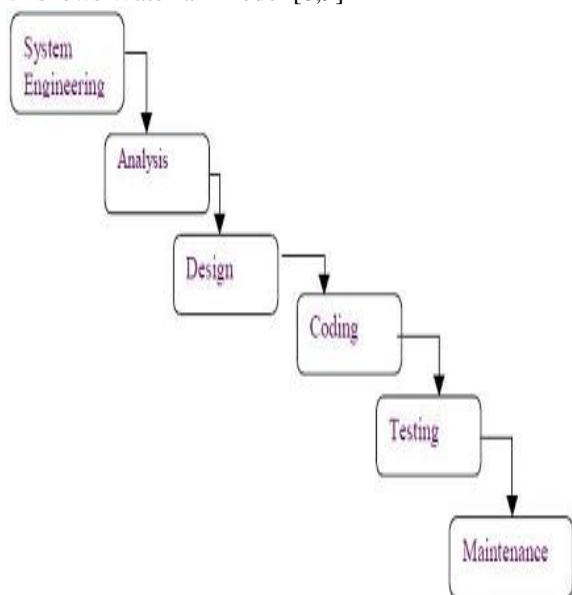 System
Engineering
Analysis
Design
Coding
Testing
Maintenance